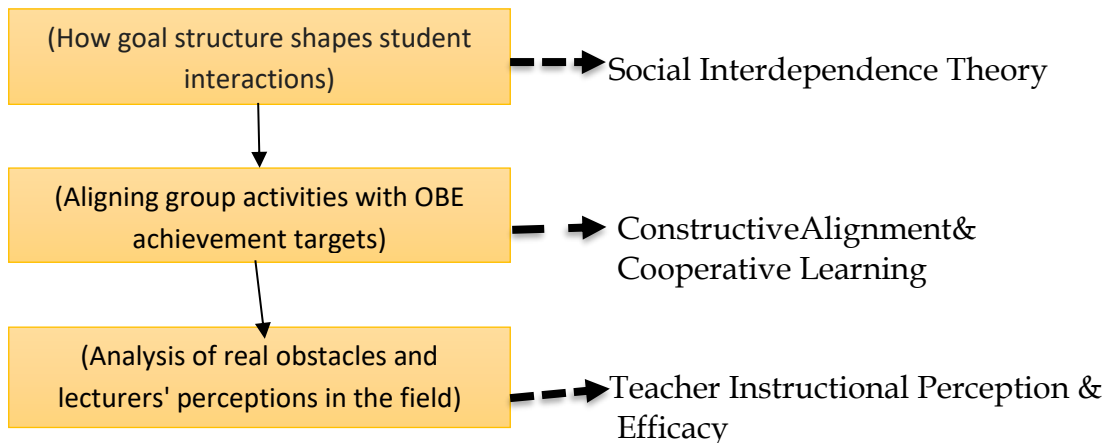 (How goal structure shapes student
interactions)
Social Interdependence Theory
(Aligning group activities with OBE
achievement targets)
ConstructiveAlignment&
Cooperative Learning
(Analysis of real obstacles and
lecturers' perceptions in the field)
Teacher Instructional Perception &
Efficacy